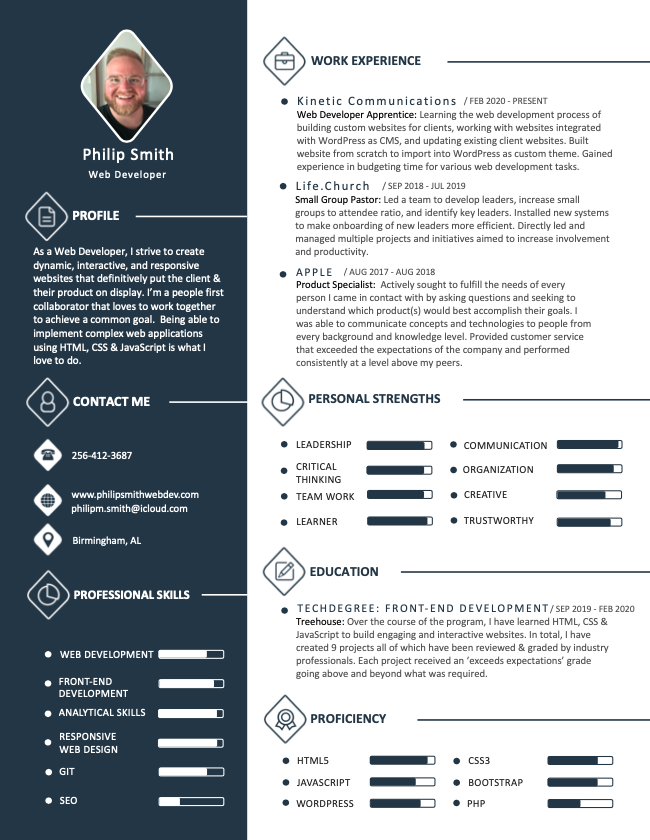 Philip Smith
Web Developer
PROFILE
As a Web Developer, I strive to create
dynamic, interactive, and responsive
websites that definitively put the client &
their product on display. I'm a people first
collaborator that loves to work together
to achieve a common goal.  Being able to
implement complex web applications
using HTML, CSS & JavaScript is what I
love to do.
CONTACT ME
256-412-3687
www.philipsmithwebdev.com
philipm.smith@icloud.com
Birmingham, AL
PROFESSIONAL SKILLS
WEB DEVELOPMENT
FRONT-END
DEVELOPMENT
ANALYTICAL SKILLS
RESPONSIVE
WEB DESIGN
GIT
SEO
WORK EXPERIENCE
Kinetic Communications / FEB 2020 - PRESENT
Web Developer Apprentice: Learning the web development process of
building custom websites for clients, working with websites integrated
with WordPress as CMS, and updating existing client websites. Built
website from scratch to import into WordPress as custom theme. Gained
experience in budgeting time for various web development tasks.
Life.Church / SEP 2018 - JUL 2019
Small Group Pastor: Led a team to develop leaders, increase small
groups to attendee ratio, and identify key leaders. Installed new systems
to make onboarding of new leaders more efficient. Directly led and
managed multiple projects and initiatives aimed to increase involvement
and productivity.
APPLE / AUG 2017 - AUG 2018
Product Specialist:  Actively sought to fulfill the needs of every
person I came in contact with by asking questions and seeking to
understand which product(s) would best accomplish their goals. I
was able to communicate concepts and technologies to people from
every background and knowledge level. Provided customer service
that exceeded the expectations of the company and performed
consistently at a level above my peers.
PERSONAL STRENGTHS
LEADERSHIP
CRITICAL
THINKING
TEAM WORK
LEARNER
COMMUNICATION
ORGANIZATION
CREATIVE
TRUSTWORTHY
EDUCATION
TECHDEGREE: FRONT-END DEVELOPMENT / SEP 2019 - FEB 2020
Treehouse: Over the course of the program, I have learned HTML, CSS &
JavaScript to build engaging and interactive websites. In total, I have
created 9 projects all of which have been reviewed & graded by industry
professionals. Each project received an 'exceeds expectations' grade
going above and beyond what was required.
PROFICIENCY
HTML5
JAVASCRIPT
WORDPRESS
CSS3
BOOTSTRAP
PHP